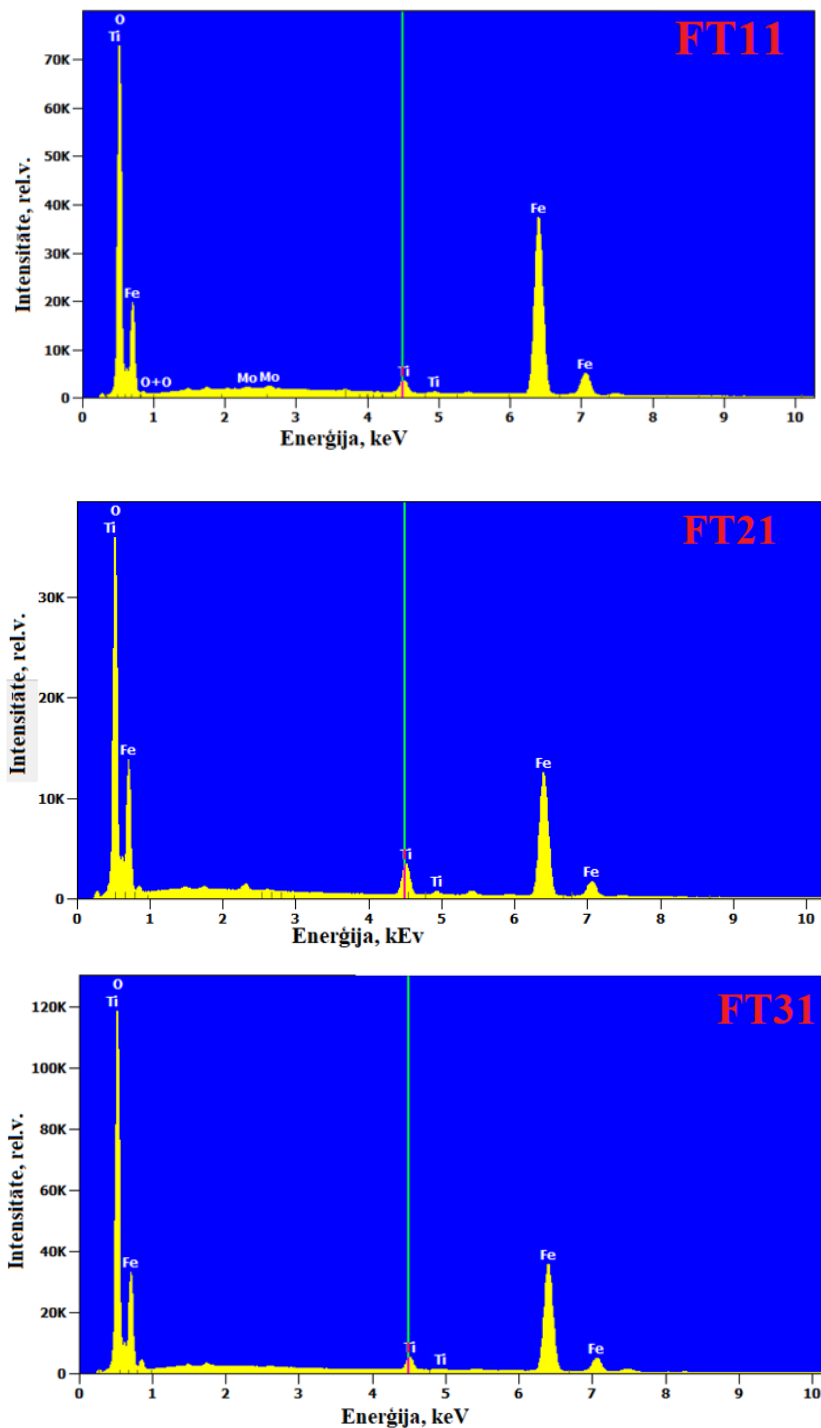 FT11
O
Ti
70K
60K
50K
40K
30K
20K
10K
0
Fe
O+O
Mo Mo
Ti
Ti
Fe
Fe
0 1 2 3 4 5 6 7 8 9 10
Intensitāte, rel.v.
Enerģija, keV
FT21
O
Ti
30K
20K
10K
0
Fe
Ti
Ti
Fe
Fe
0 1 2 3 4 5 6 7 8 9 10
Intensitāte, rel.v.
Enerģija, kEv
FT31
O
Ti
120K
100K
80K
60K
40K
20K
0
Fe
Ti
Ti
Fe
Fe
0 1 2 3 4 5 6 7 8 9 10
Intensitāte, rel.v.
Enerģija, keV